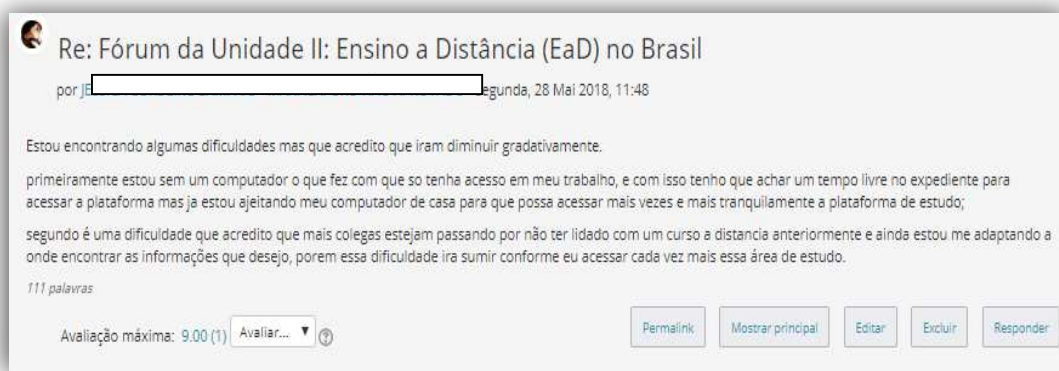 Re: Fórum da Unidade II: Ensino a Distância (EaD) no Brasil
por JE egunda, 28 Mai 2018, 11:48
Estou encontrando algumas dificuldades mas que acredito que iram diminuir gradativamente.
primeiramente estou sem um computador o que fez com que so tenha acesso em meu trabalho, e com isso tenho que achar um tempo livre no expediente para
acessar a plataforma mas ja estou ajeitando meu computador de casa para que possa acessar mais vezes e mais tranquilamente a plataforma de estudo;
segundo é uma dificuldade que acredito que mais colegas estejam passando por não ter lidado com um curso a distancia anteriormente e ainda estou me adaptando a
onde encontrar as informações que desejo, porem essa dificuldade ira sumir conforme eu acessar cada vez mais essa área de estudo.
111 palavras
Avaliação máxima: 9.00 (1) Avaliar... Permalink Mostrar principal Editar Excluir Responder